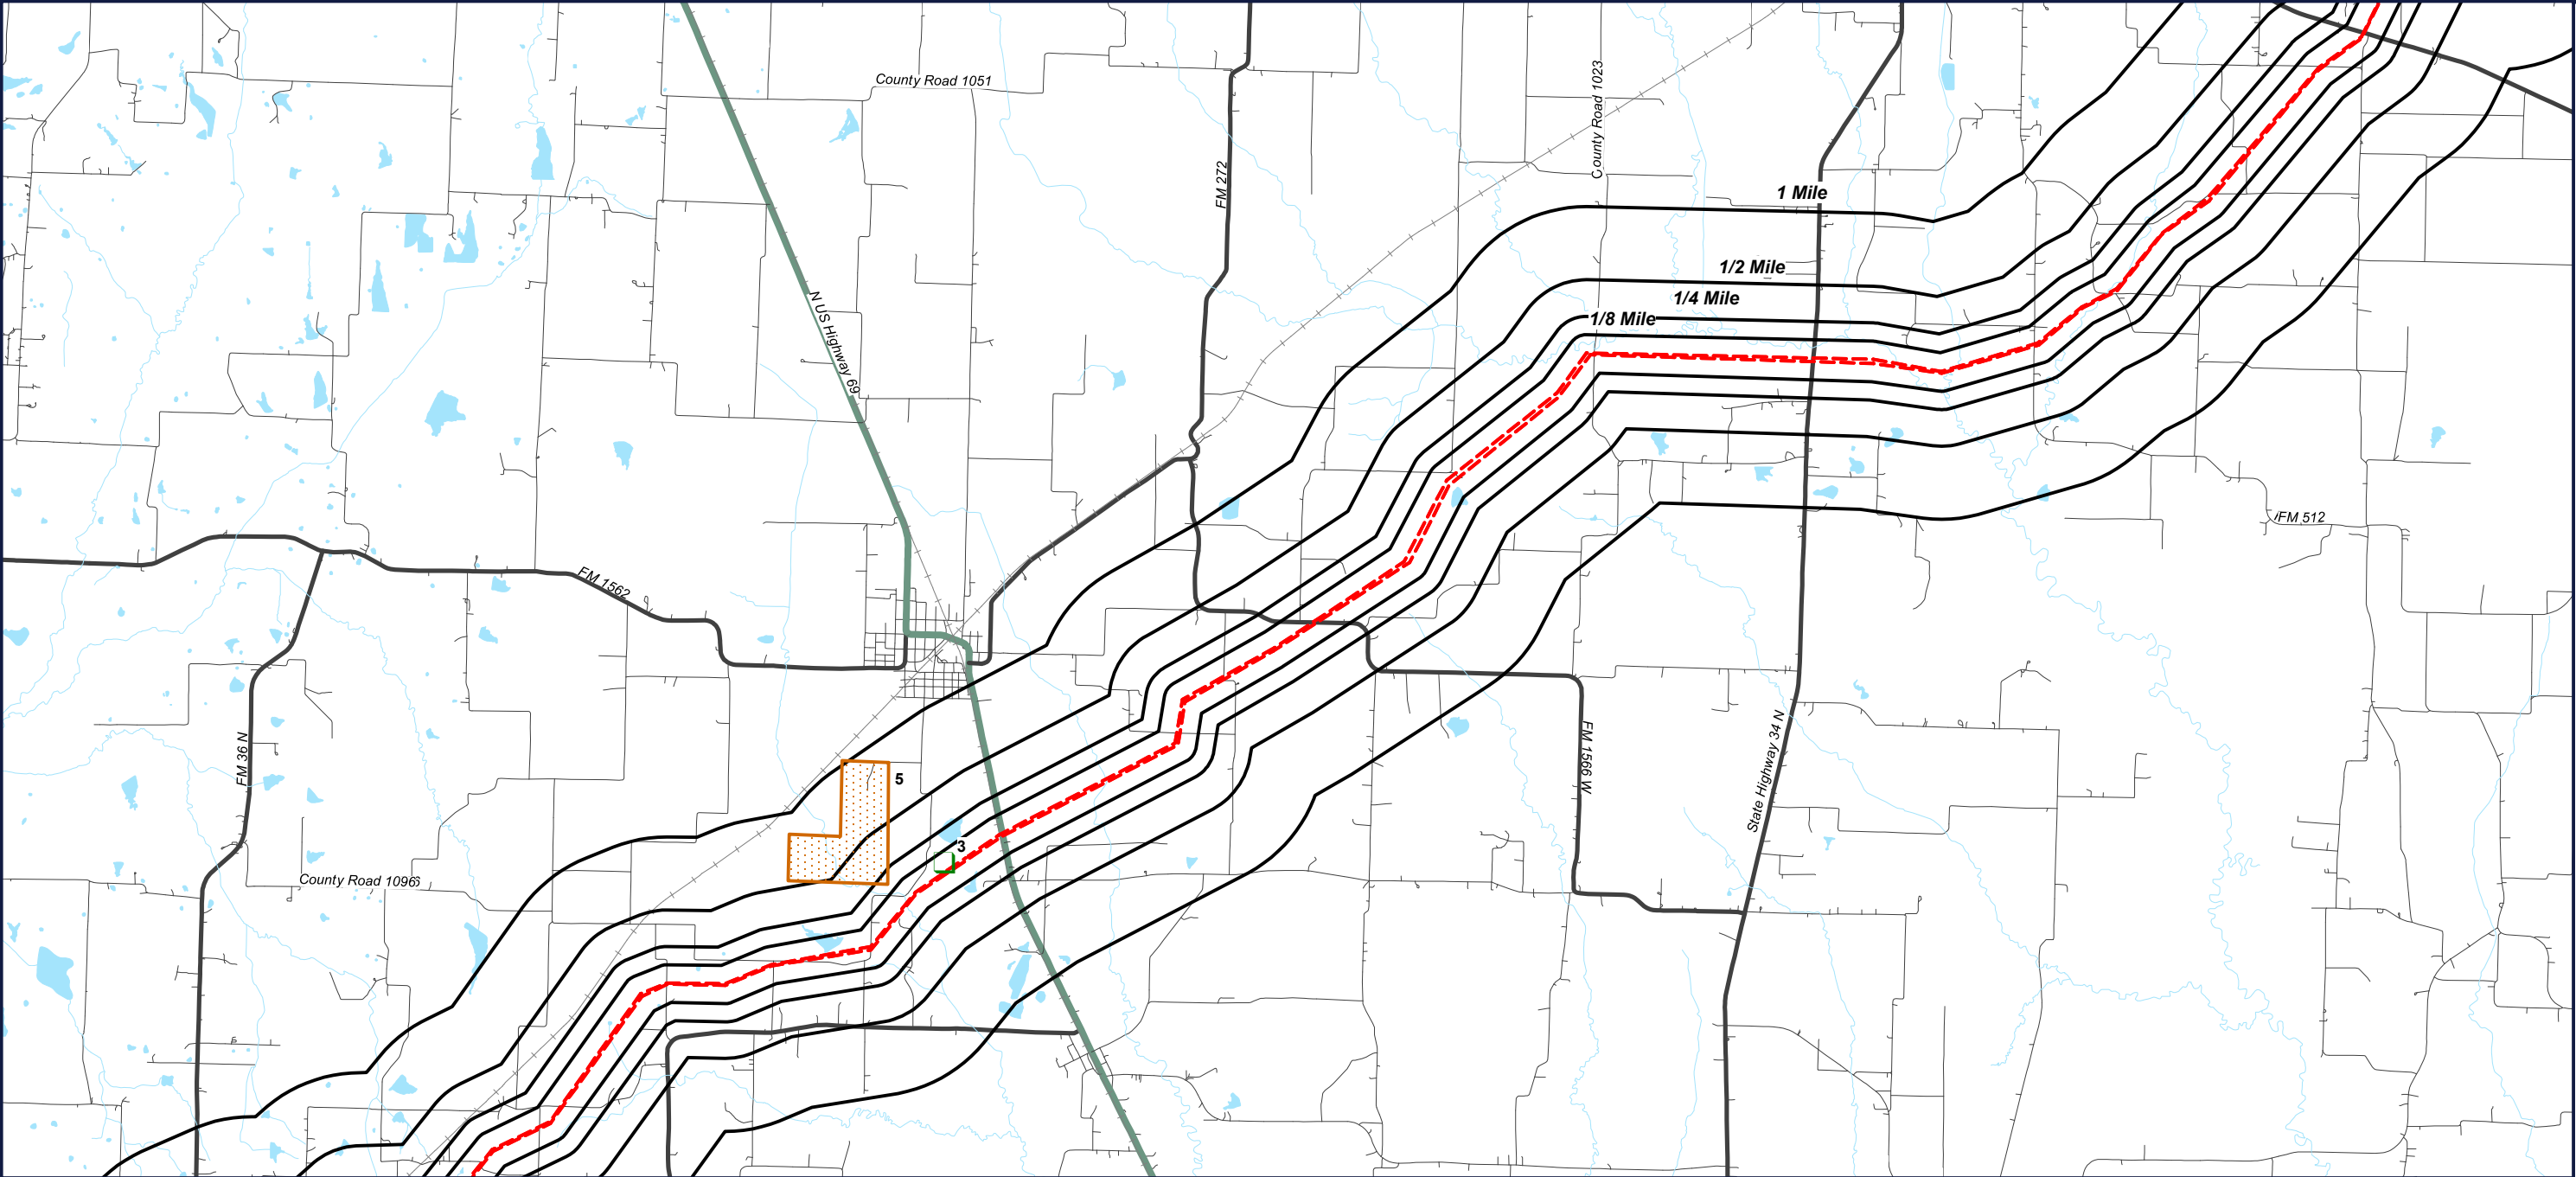 County Road 1051
County Road 1023
FM 272
1 Mile
1/2 Mile
1/4 Mile
1/8 Mile
N US Highway 69
FM 512
FM 1562
FM 36 N
FM 1566 W
State Highway 34 N
5
3
County Road 1096